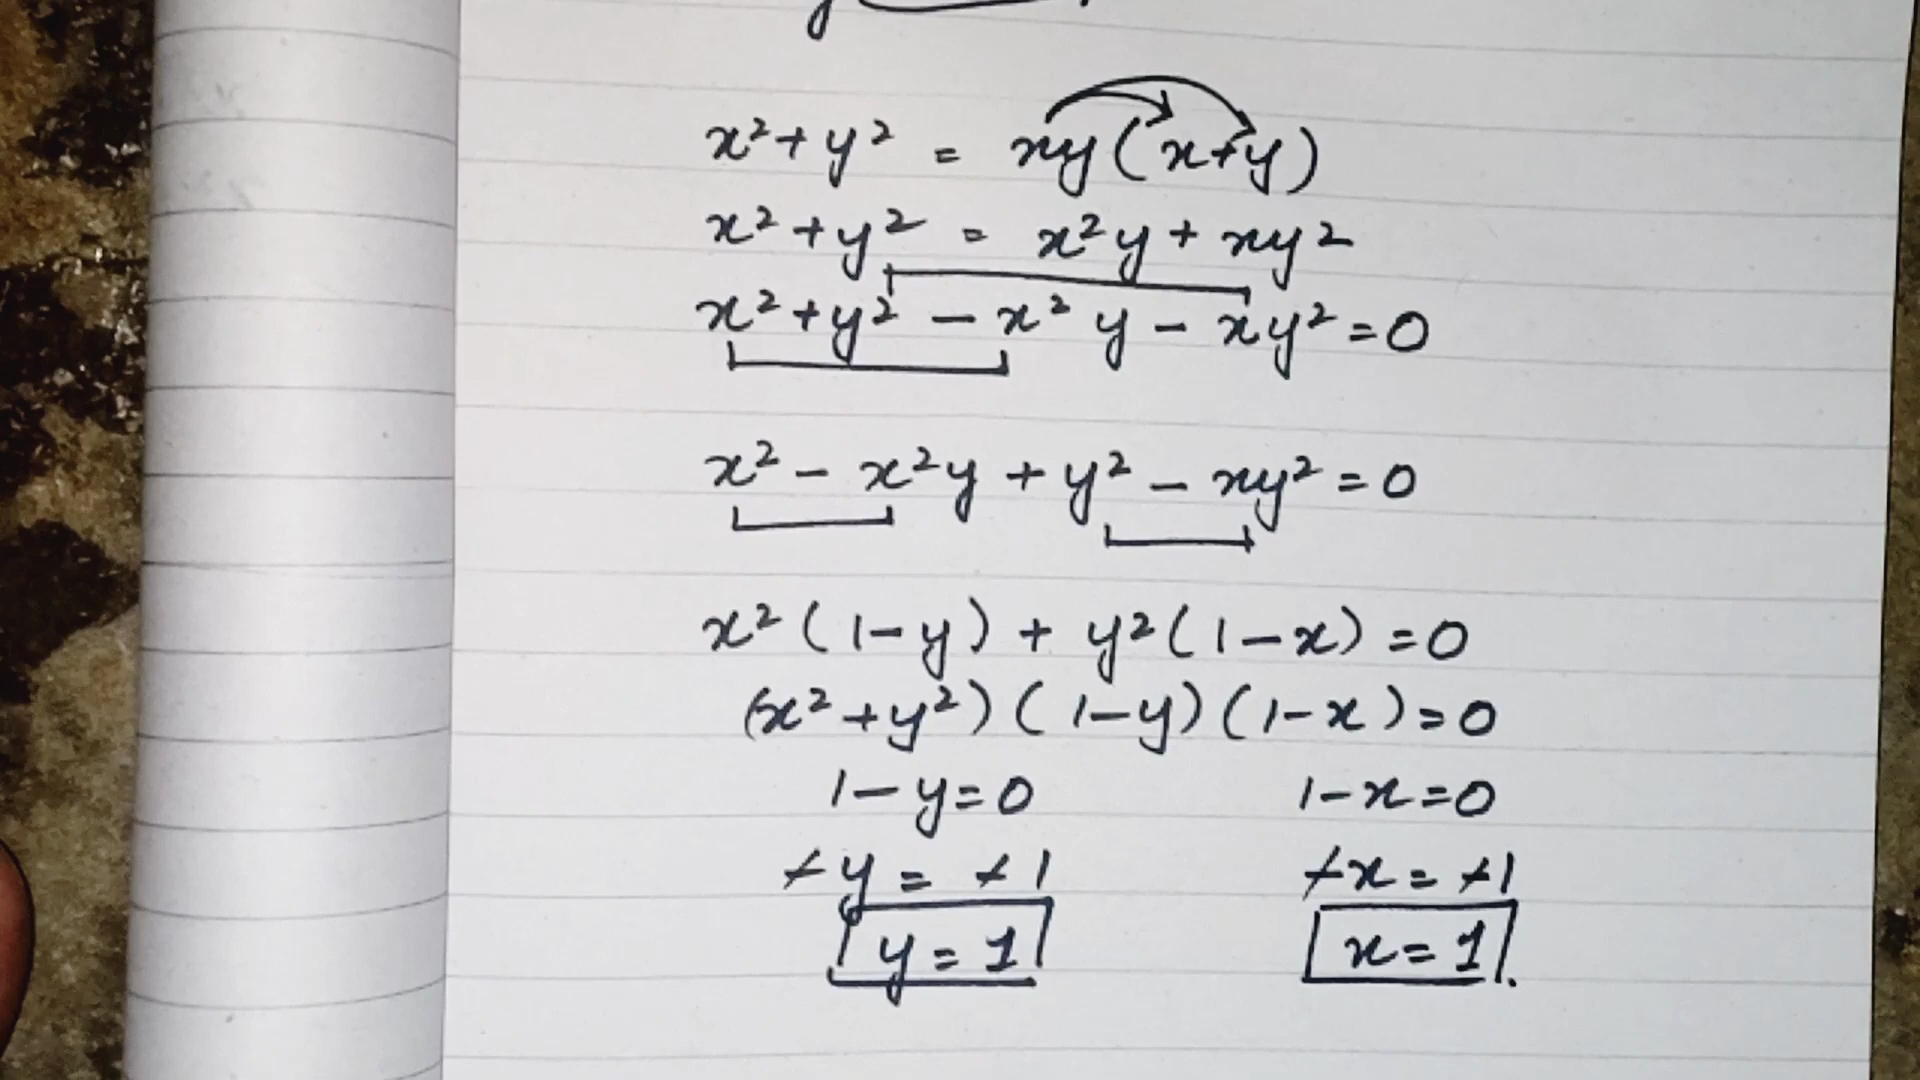 x² + y² = xy(x+y)
x² + y² = x²y + xy²
x² + y² - x²y - xy² = 0
x² - x²y + y² - xy² = 0
x²(1-y) + y²(1-x) = 0
(x² + y²)(1-y)(1-x) = 0
1-y=0 1-x=0
+y = +1 +x = +1
y = 1 x = 1.